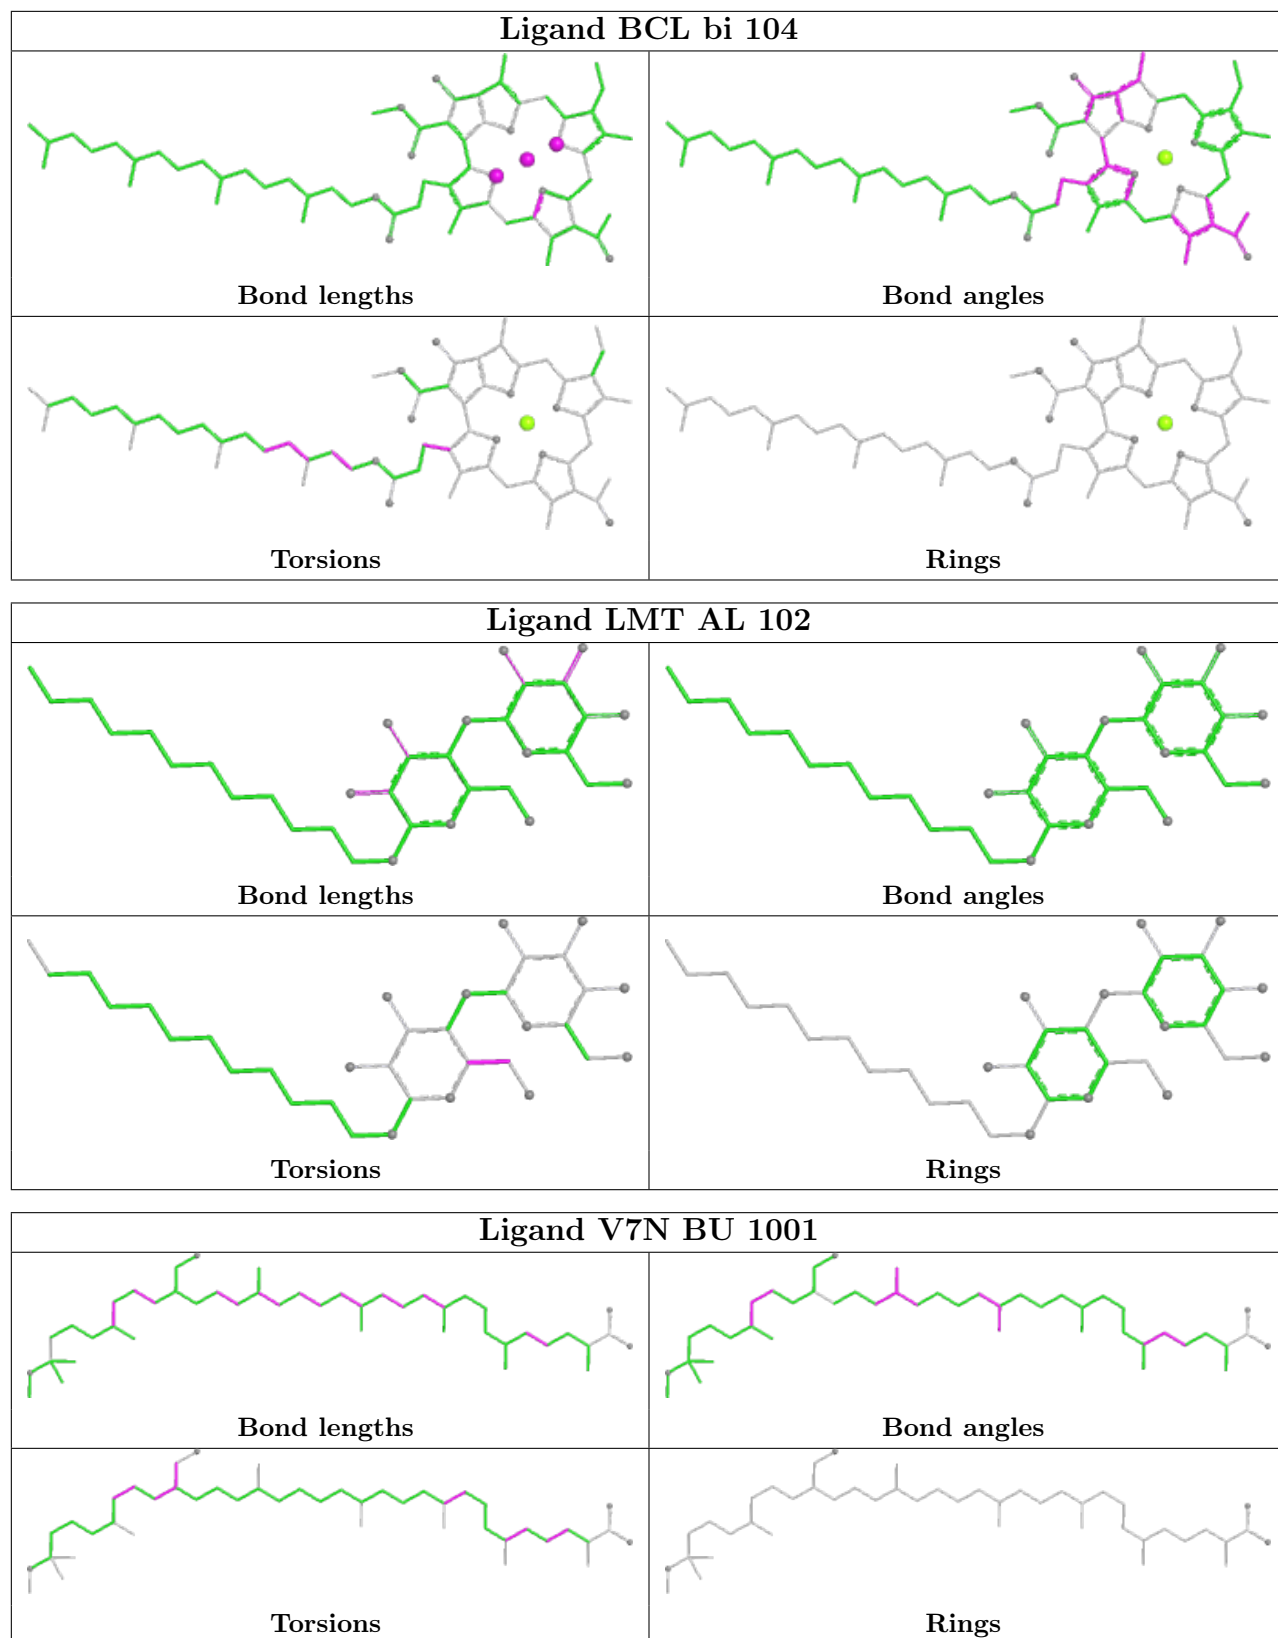 Ligand BCL bi 104
Bond lengths
Bond angles
Torsions
Rings
Ligand LMT AL 102
Bond lengths
Bond angles
Torsions
Rings
Ligand V7N BU 1001
Bond lengths
Bond angles
Torsions
Rings